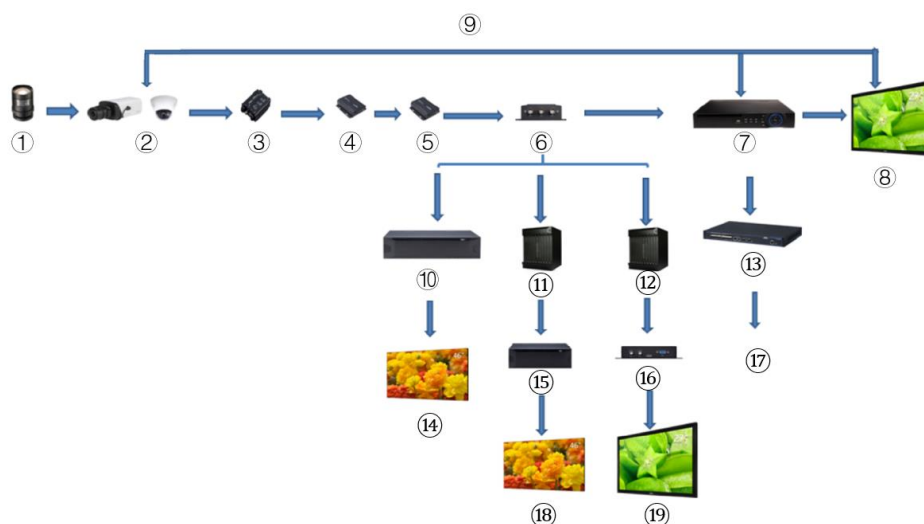 ⑨
① ② ③ ④ ⑤ ⑥ ⑦ ⑧
⑩ ⑪ ⑫ ⑬
⑭ ⑮ ⑯ ⑰
⑱ ⑲